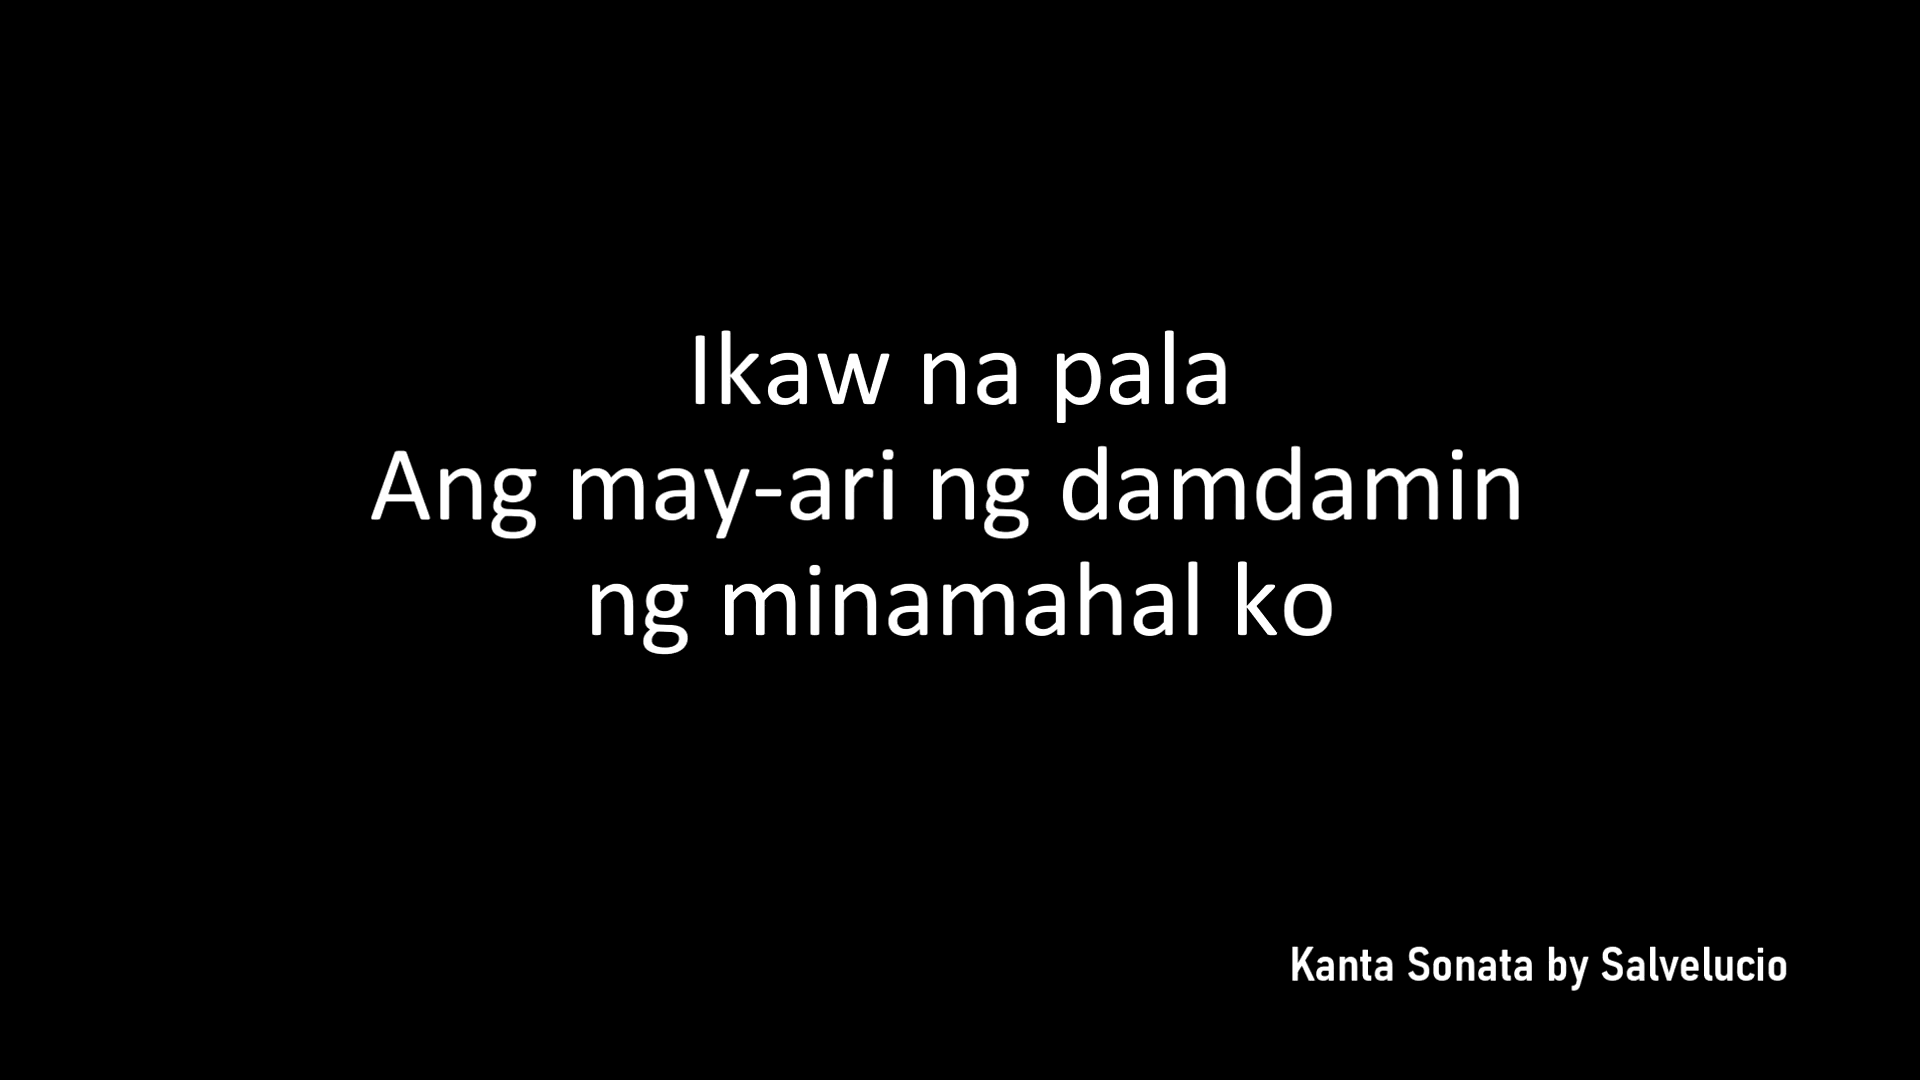 Ikaw na pala
Ang may-ari ng damdamin
ng minamahal ko
Kanta Sonata by Salvelucio